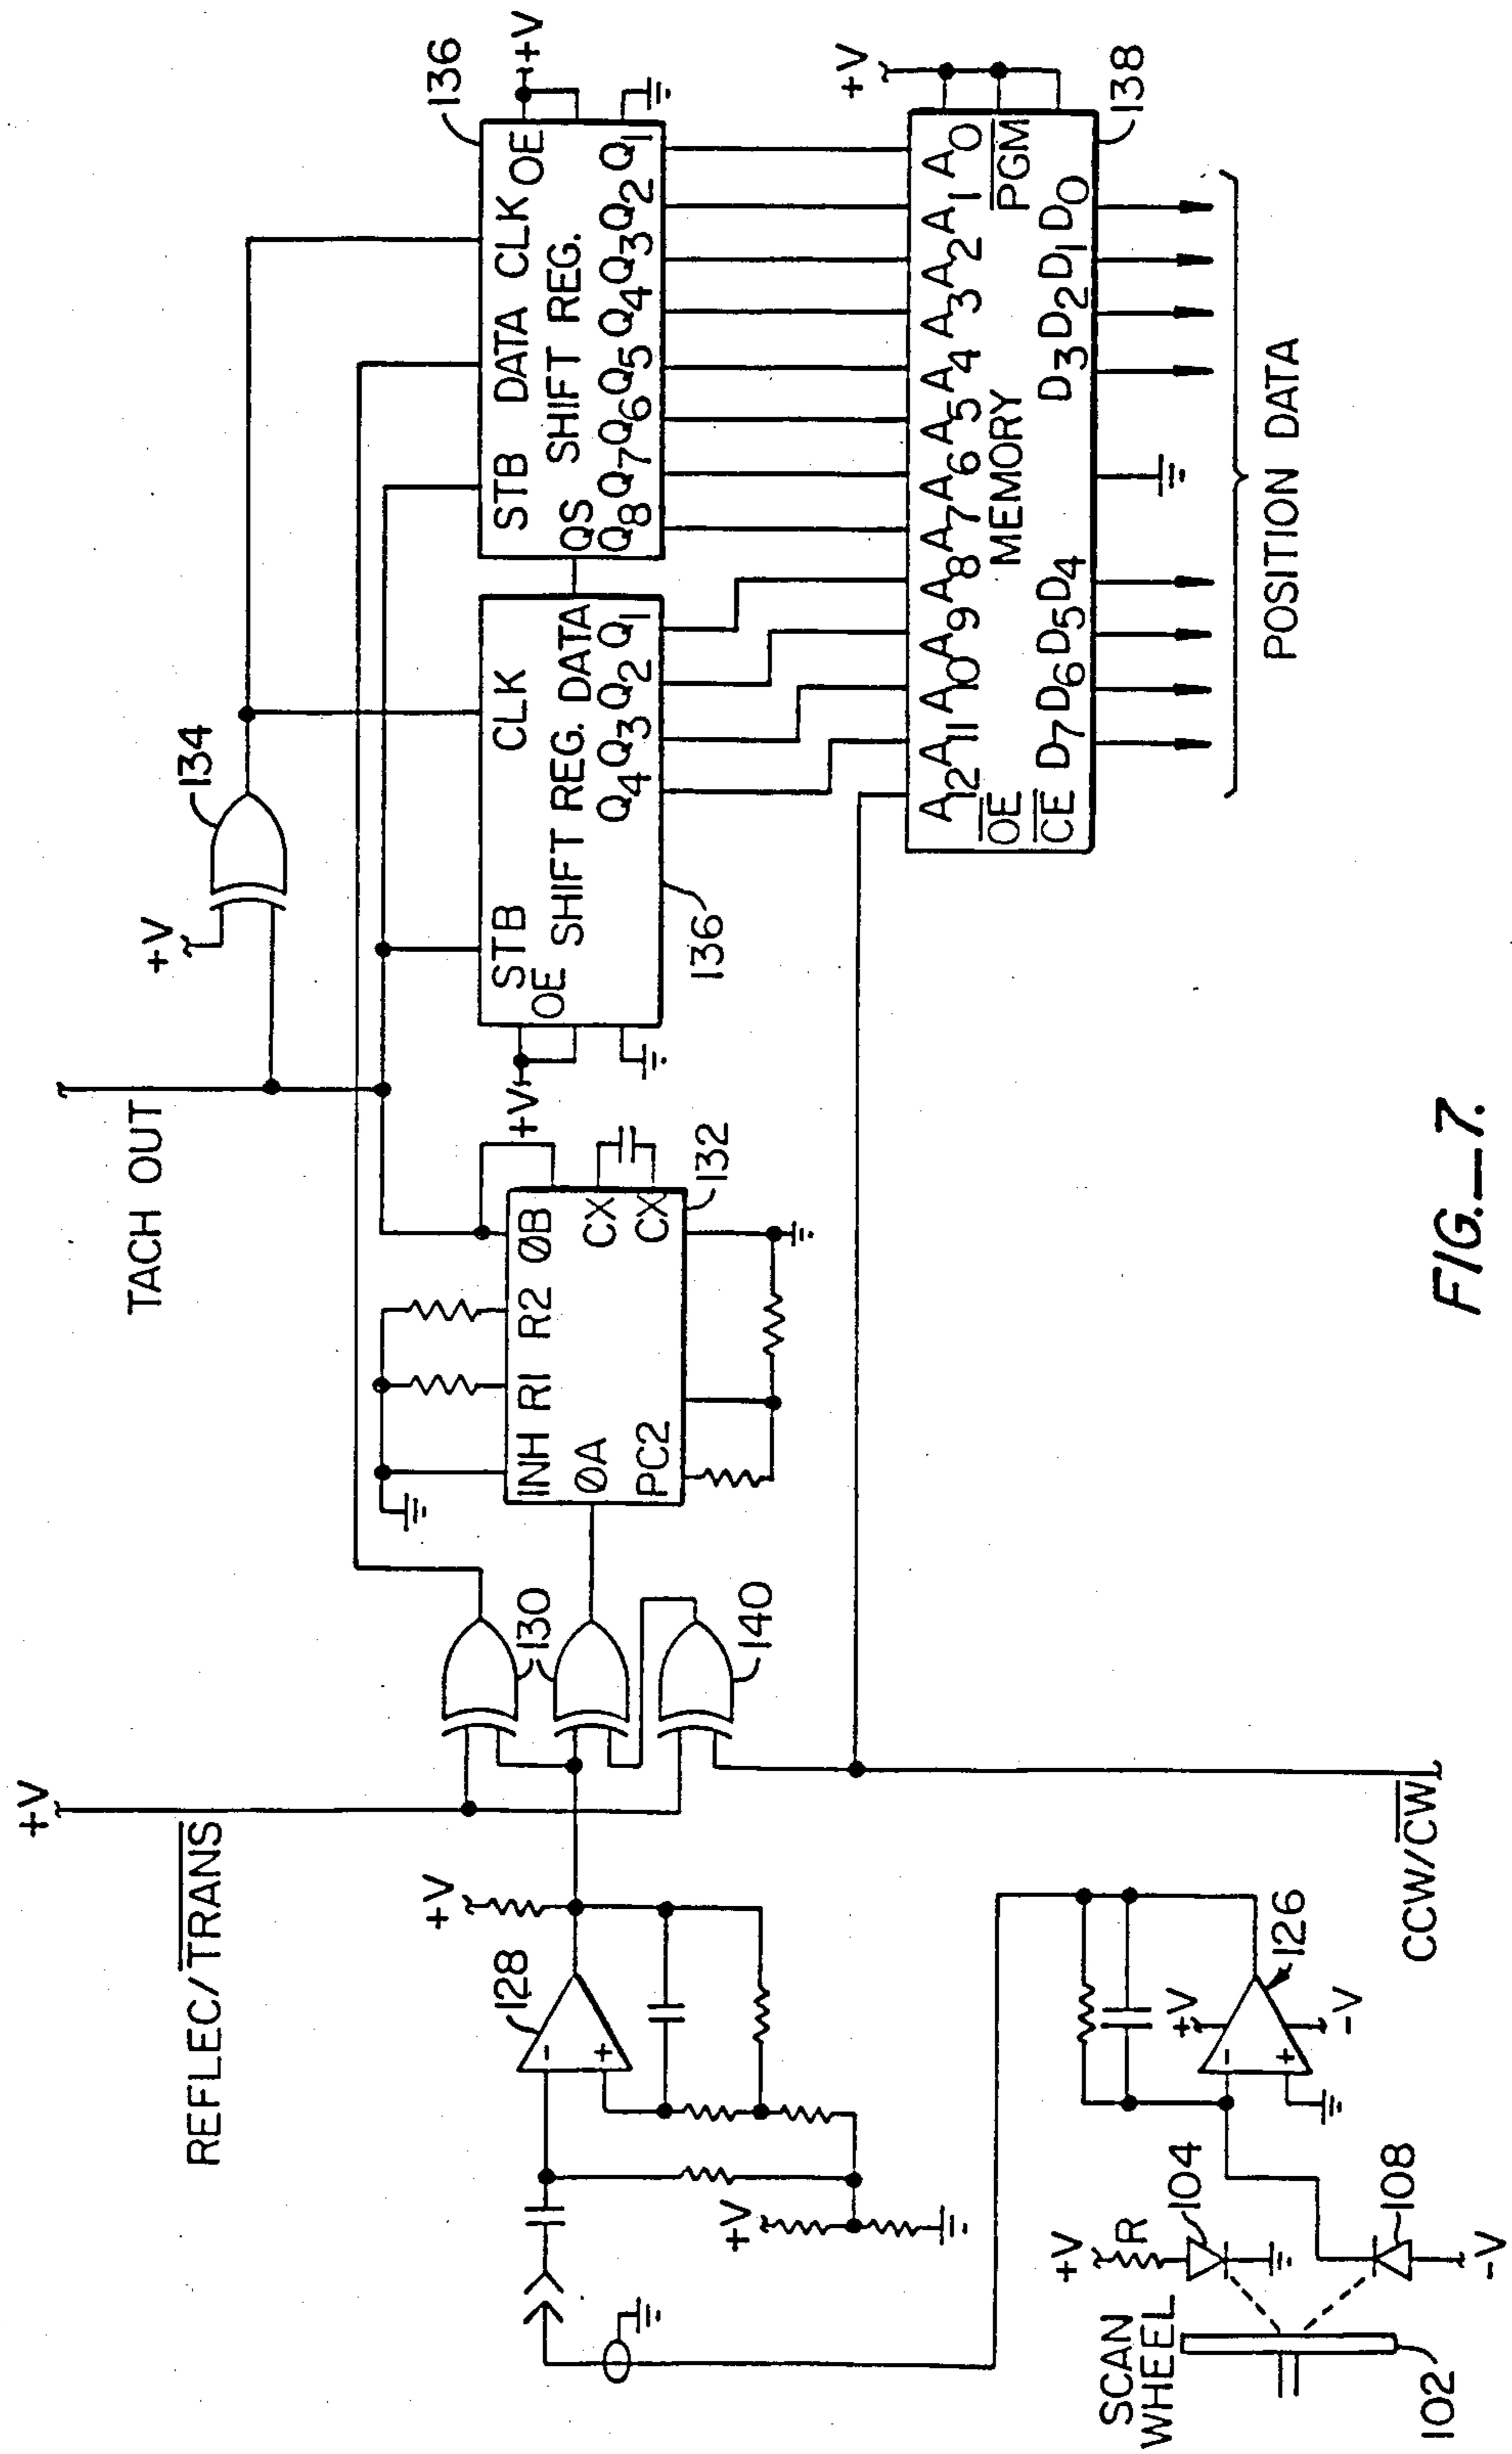 +V
REFLEC/TRANS
TACH OUT
+V
134
136
+V
STB DATA CLK
OE
SHIFT REG.
QS
Q8 Q7 Q6 Q5 Q4 Q3 Q2 Q1
STB
CLK
OE
SHIFT REG. DATA
Q4 Q3 Q2 Q1
+V
136
+V
128
-
+
+V
130
140
INH R1 R2 ØB
ØA
CX
PC2
CX
132
+V
A12 A11 A10 A9 A8 A7 A6 A5 A4 A3 A2 A1 A0
OE
MEMORY
PGM
CE
D7 D6 D5 D4 D3 D2 D1 D0
138
POSITION DATA
SCAN
WHEEL
102
+V
R
104
108
-V
+V
-
+
-V
126
CCW/CW
FIG.—7.